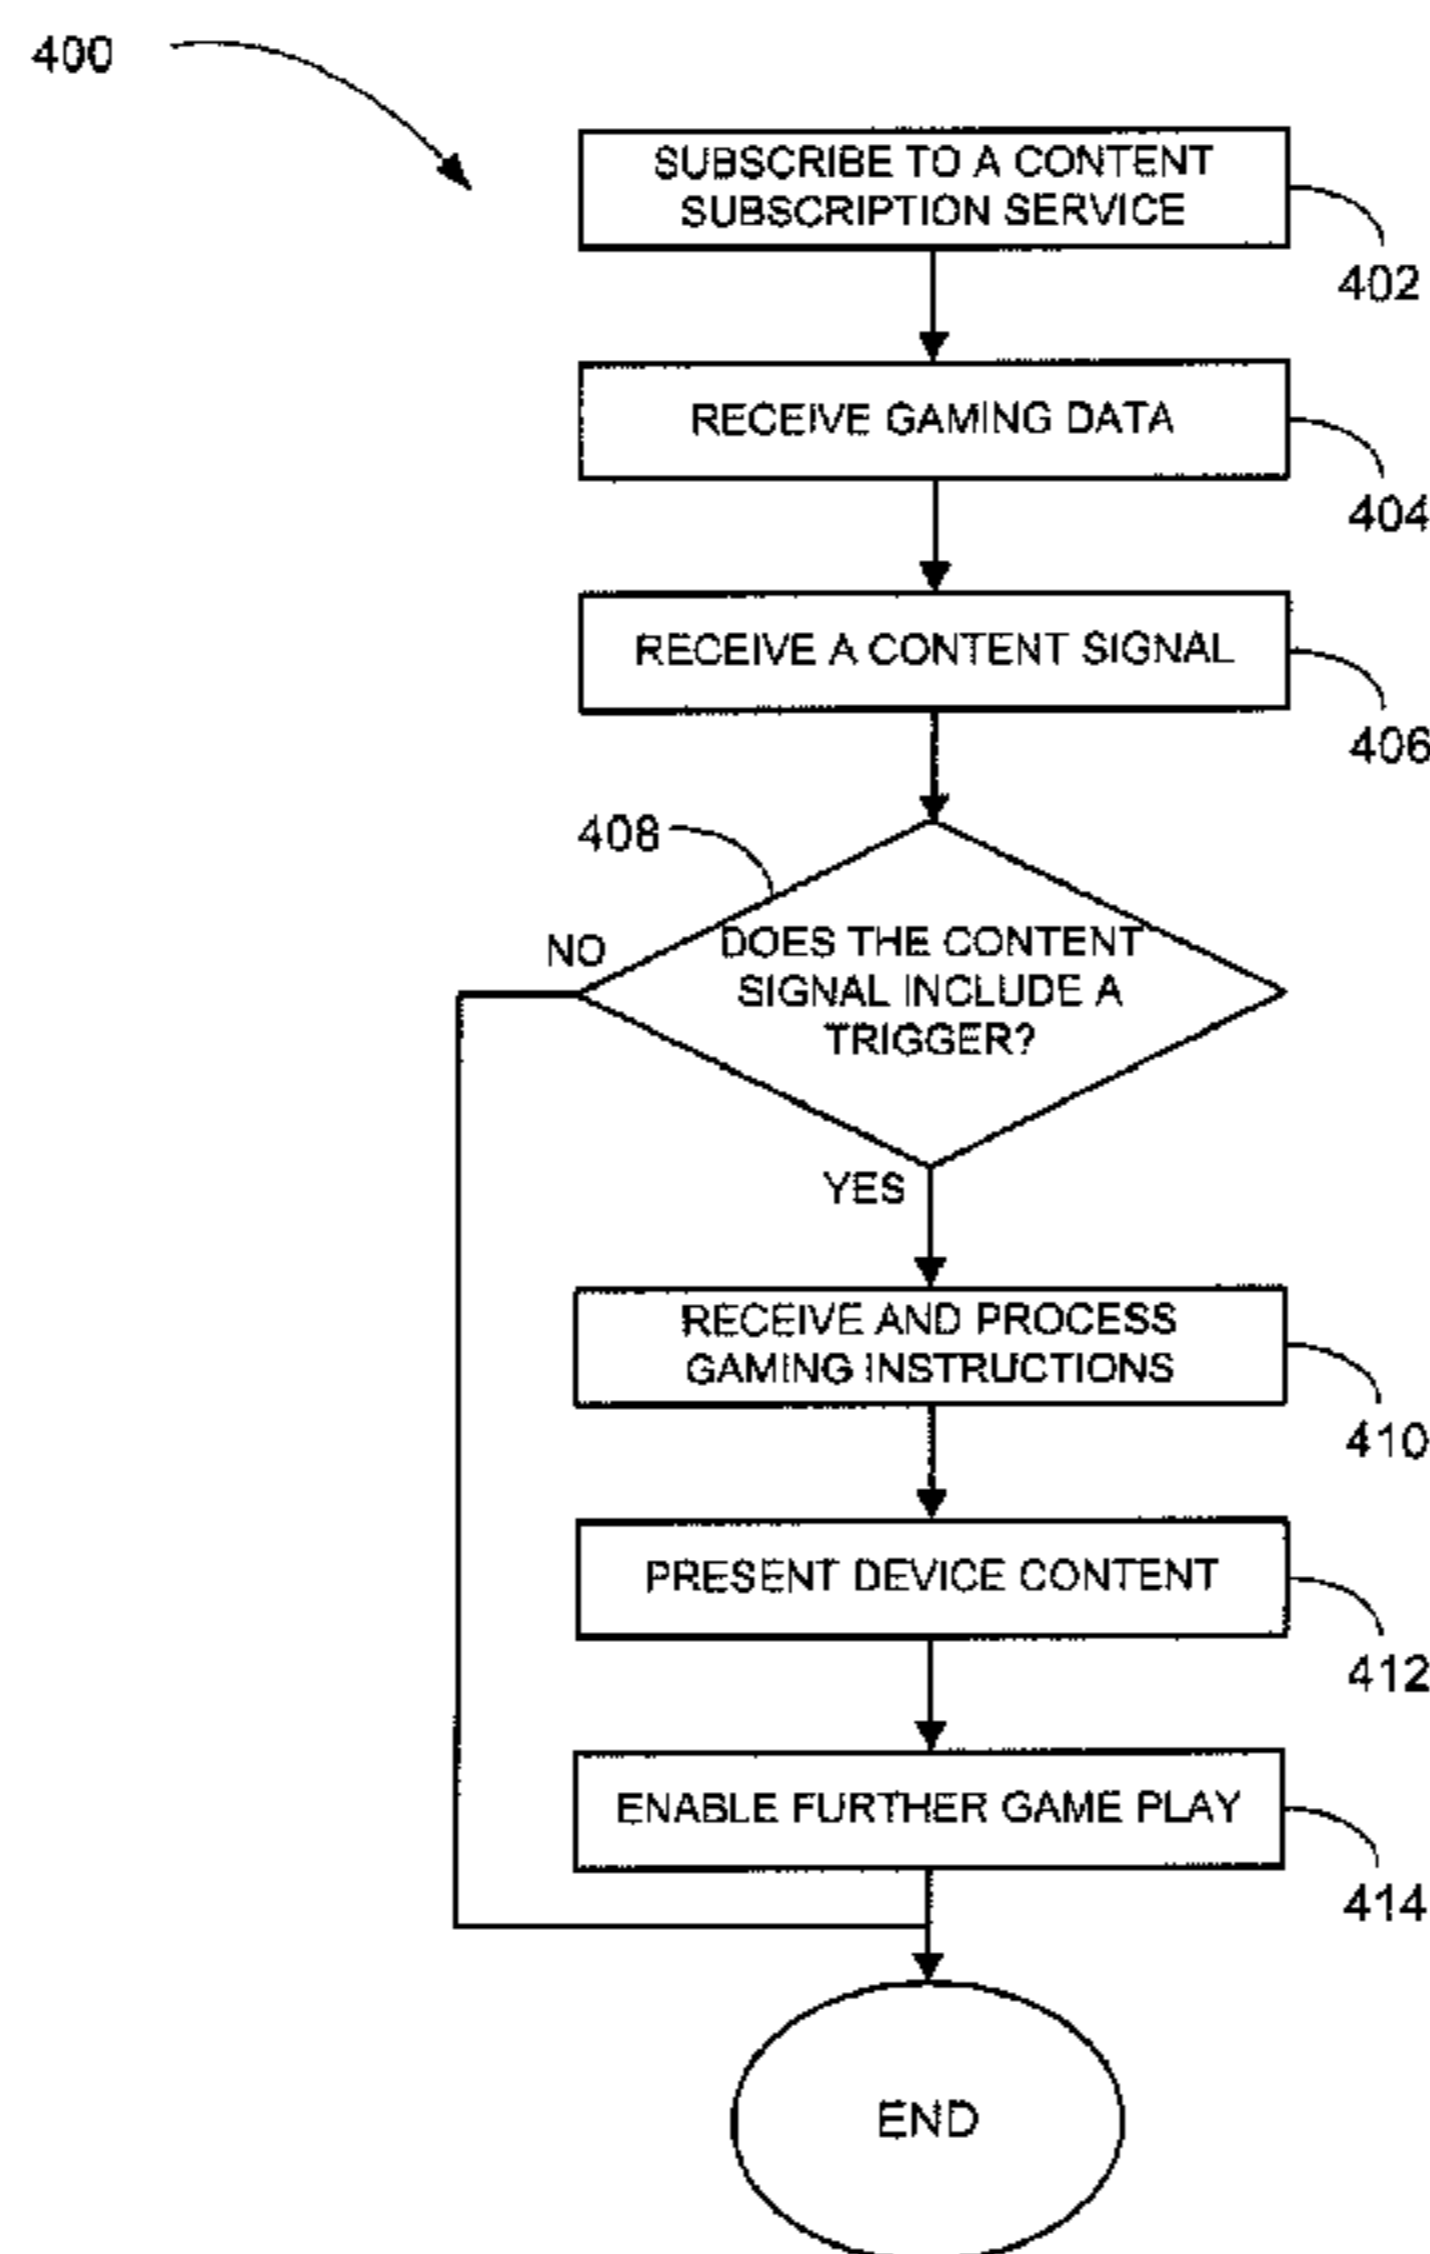 400
SUBSCRIBE TO A CONTENT
SUBSCRIPTION SERVICE
402
RECEIVE GAMING DATA
404
RECEIVE A CONTENT SIGNAL
406
408
NO
DOES THE CONTENT
SIGNAL INCLUDE A
TRIGGER?
YES
RECEIVE AND PROCESS
GAMING INSTRUCTIONS
410
PRESENT DEVICE CONTENT
412
ENABLE FURTHER GAME PLAY
414
END